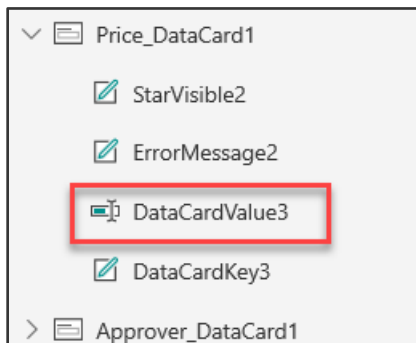 Price_DataCard1
StarVisible2
ErrorMessage2
DataCardValue3
DataCardKey3
Approver_DataCard1